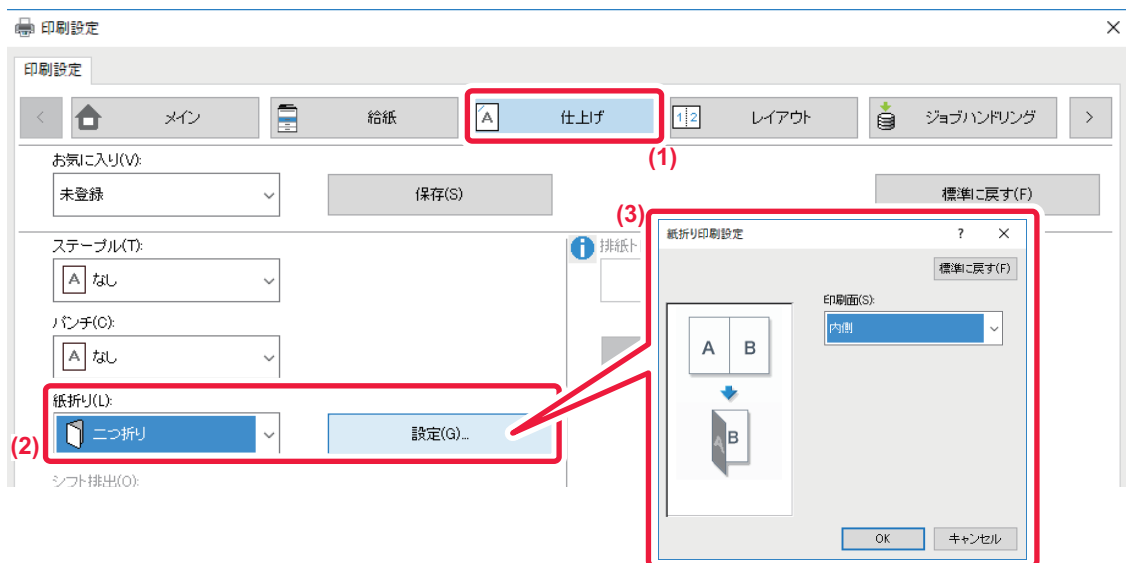 印刷設定
印刷設定
メイン
給紙
A
仕上げ
1 2
レイアウト
ジョブハンドリング
(1)
お気に入り(V):
未登録
保存(S)
標準に戻す(F)
ステープル(T):
A なし
排紙ト
パンチ(C):
A なし
紙折り(L):
(2)
二つ折り
設定(G)...
シフト排出(O):
(3)
紙折り印刷設定
?
標準に戻す(F)
印刷面(S):
内側
A B
A B
OK
キャンセル